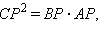 CP² = BP · AP,